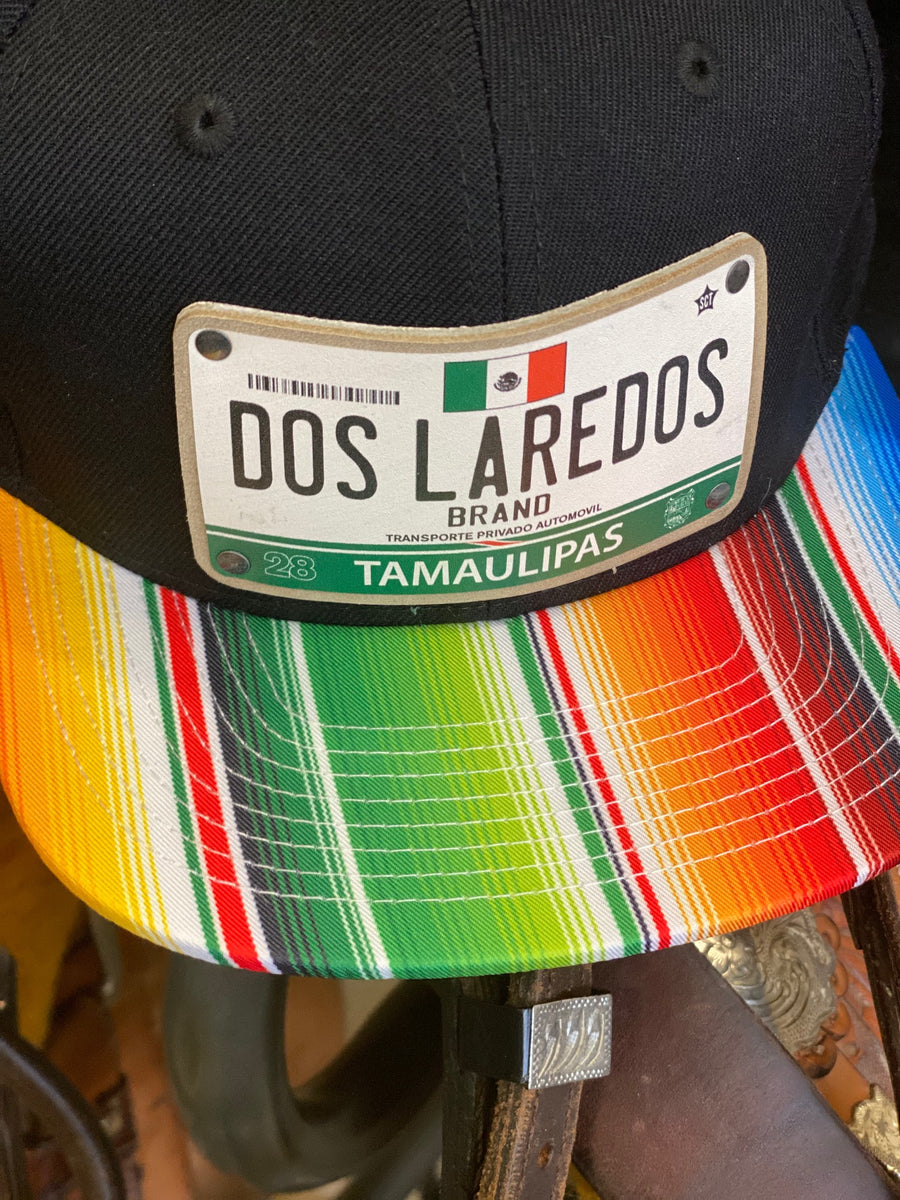 SCT
DOS LAREDOS
BRAND
TRANSPORTE PRIVADO AUTOMOVIL
28 TAMAULIPAS